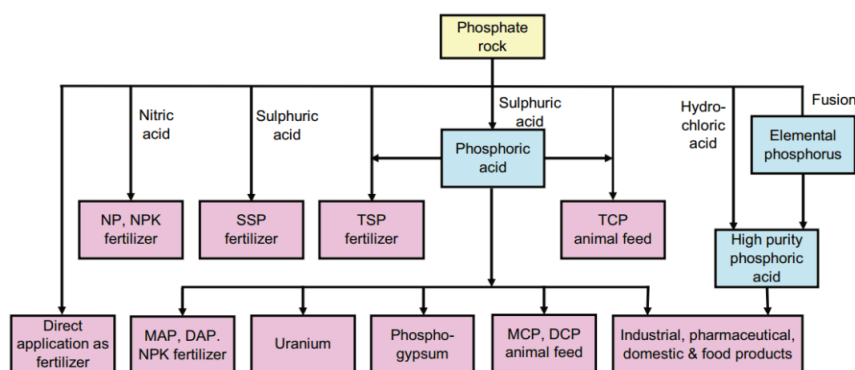 Phosphate
rock
Nitric
acid
Sulphuric
acid
Sulphuric
acid
Hydro-
chloric
acid
Fusion
Phosphoric
acid
Elemental
phosphorus
NP, NPK
fertilizer
SSP
fertilizer
TSP
fertilizer
TCP
animal feed
High purity
phosphoric
acid
Direct
application as
fertilizer
MAP, DAP.
NPK fertilizer
Uranium
Phospho-
gypsum
MCP, DCP
animal feed
Industrial, pharmaceutical,
domestic & food products